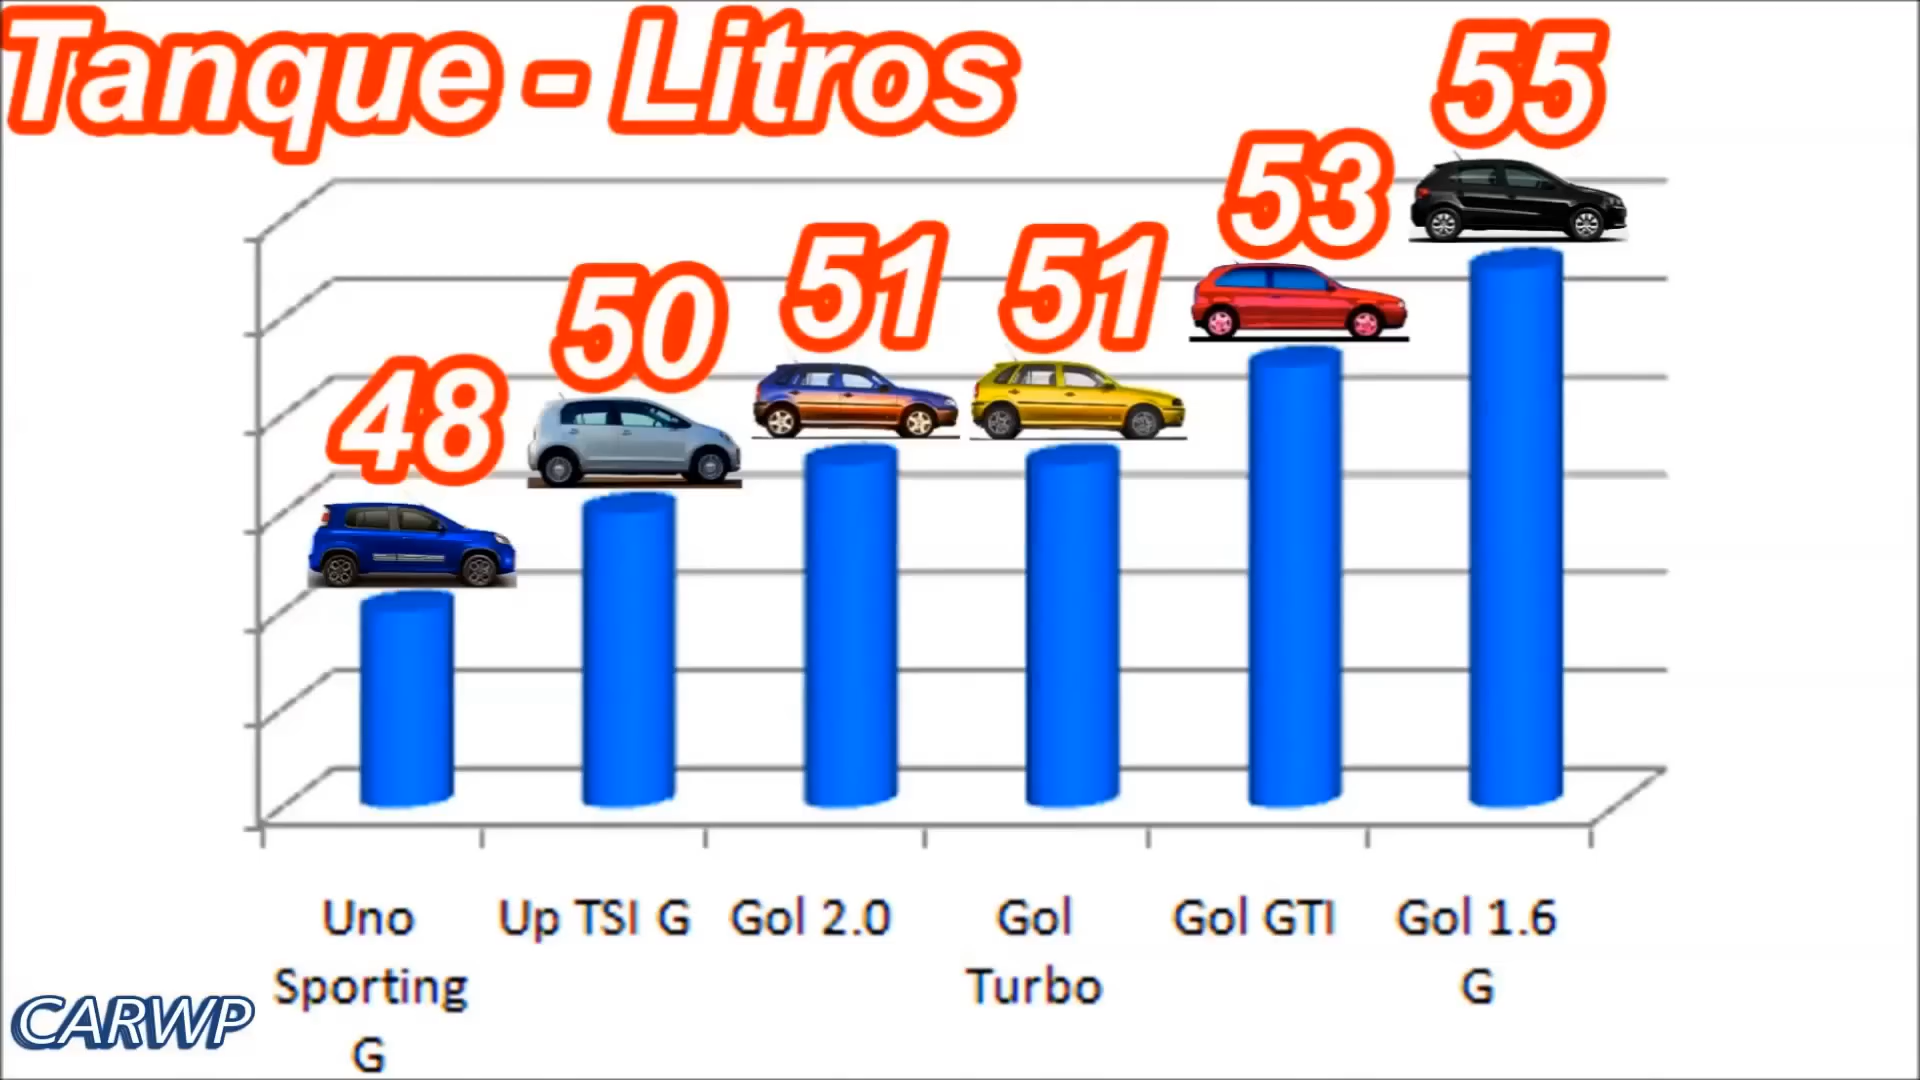 Tanque - Litros
48
50
51
51
53
55
Uno
Sporting
G
Up TSI G
Gol 2.0
Gol
Turbo
Gol GTI
Gol 1.6
G
CARWP